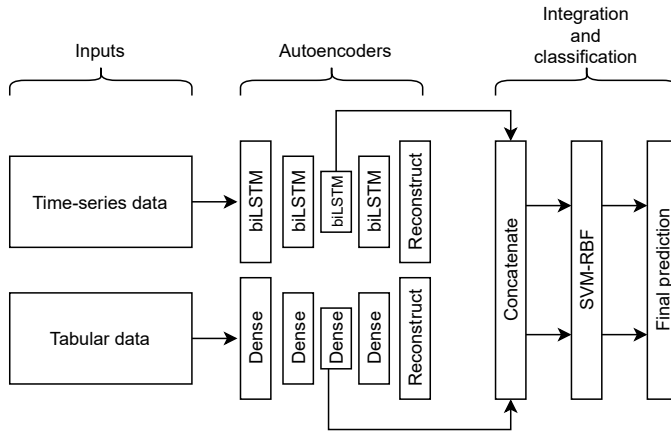 Inputs
Autoencoders
Integration
and
classification
Time-series data
biLSTM
biLSTM
biLSTM
biLSTM
Reconstruct
Tabular data
Dense
Dense
Dense
Dense
Reconstruct
Concatenate
SVM-RBF
Final prediction